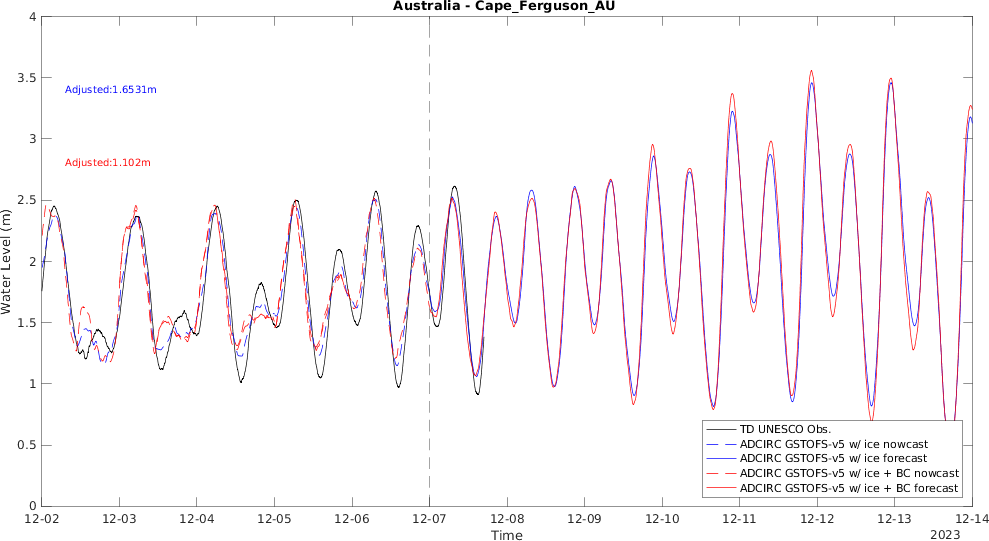 Australia - Cape_Ferguson_AU
4
3.5
3
2.5
2
1.5
1
0.5
0
Water Level (m)
Adjusted:1.6531m
Adjusted:1.102m
TD UNESCO Obs.
ADCIRC GSTOFS-v5 w/ ice nowcast
ADCIRC GSTOFS-v5 w/ ice forecast
ADCIRC GSTOFS-v5 w/ ice + BC nowcast
ADCIRC GSTOFS-v5 w/ ice + BC forecast
12-02 12-03 12-04 12-05 12-06 12-07 12-08 12-09 12-10 12-11 12-12 12-13 12-14
Time
2023